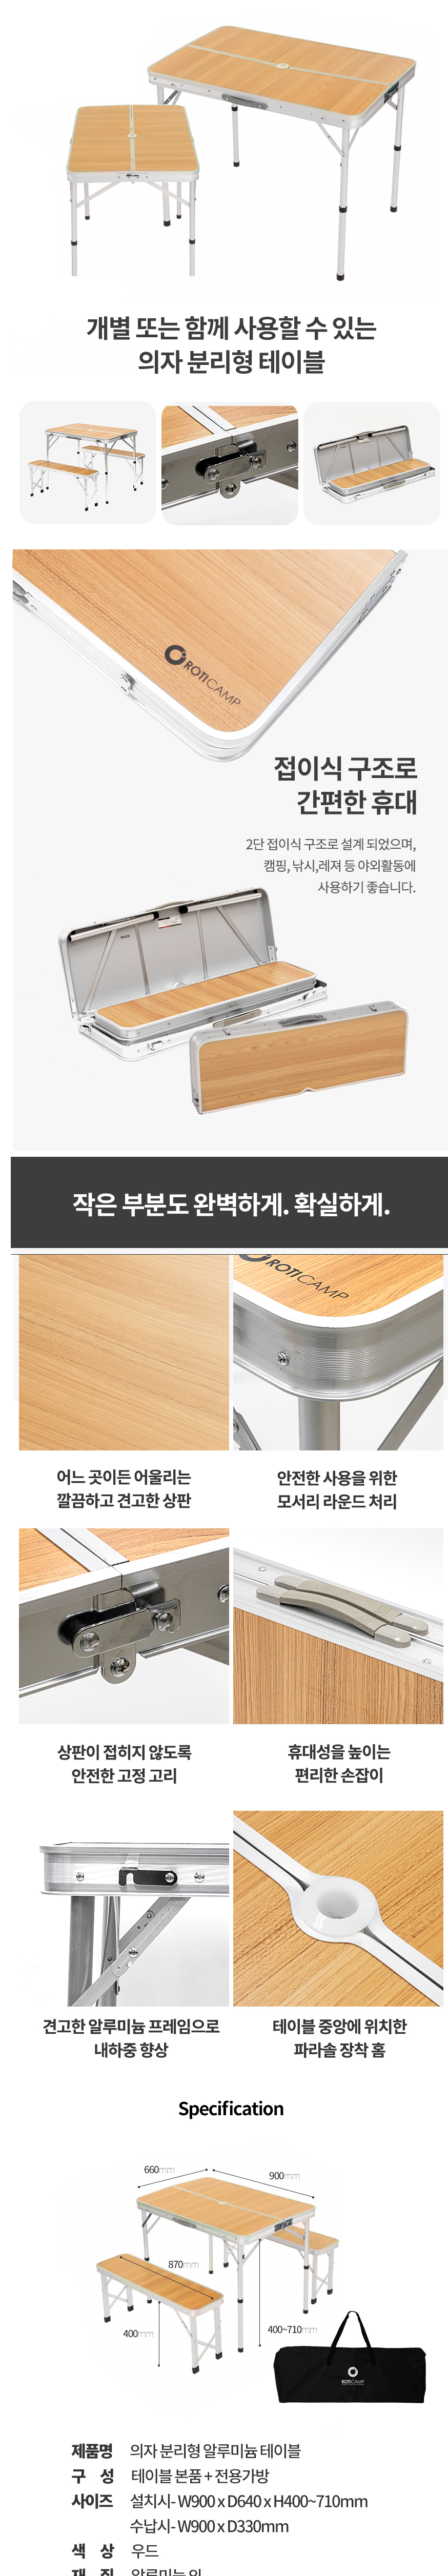 개별 또는 함께 사용할 수 있는
의자 분리형 테이블
ROTICAMP
접이식 구조로
간편한 휴대
2단 접이식 구조로 설계 되었으며,
캠핑, 낚시,레져 등 야외활동에
사용하기 좋습니다.
작은 부분도 완벽하게. 확실하게.
ROTICAMP
어느 곳이든 어울리는
깔끔하고 견고한 상판
안전한 사용을 위한
모서리 라운드 처리
상판이 접히지 않도록
안전한 고정 고리
휴대성을 높이는
편리한 손잡이
견고한 알루미늄 프레임으로
내하중 향상
테이블 중앙에 위치한
파라솔 장착 홈
Specification
660mm
900mm
870mm
400mm
400~710mm
ROTICAMP
제품명 의자 분리형 알루미늄 테이블
구 성 테이블 본품 + 전용가방
사이즈 설치시- W900 x D640 x H400~710mm
수납시- W900 x D330mm
색 상 우드